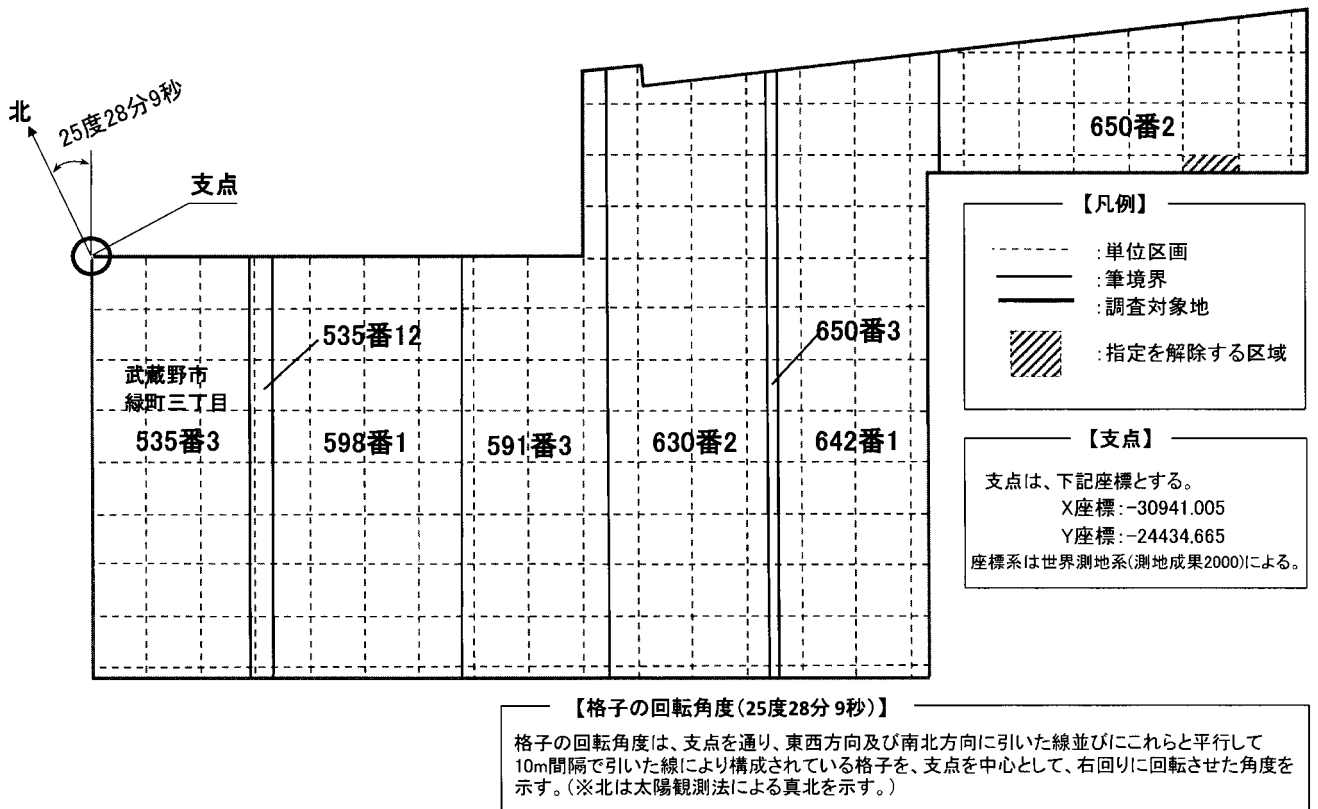 北
25度28分9秒
支点
650番2
535番12
650番3
武蔵野市
緑町三丁目
535番3
598番1
591番3
630番2
642番1
【凡例】
:単位区画
:筆境界
:調査対象地
:指定を解除する区域
【支点】
支点は、下記座標とする。
X座標:-30941.005
Y座標:-24434.665
座標系は世界測地系(測地成果2000)による。
【格子の回転角度(25度28分 9秒)】
格子の回転角度は、支点を通り、東西方向及び南北方向に引いた線並びにこれらと平行して
10m間隔で引いた線により構成されている格子を、支点を中心として、右回りに回転させた角度を
示す。(※北は太陽観測法による真北を示す。)